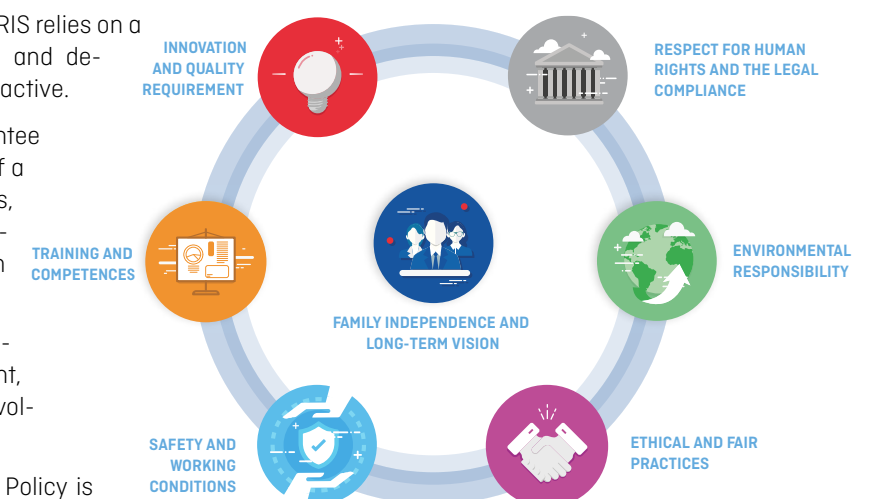 RIS relies on a
and de-
active.
INNOVATION
AND QUALITY
REQUIREMENT
RESPECT FOR HUMAN
RIGHTS AND THE LEGAL
COMPLIANCE
ntee
f a
s,
-
n
TRAINING AND
COMPETENCES
ENVIRONMENTAL
RESPONSIBILITY
FAMILY INDEPENDENCE AND
LONG-TERM VISION
-
nt,
vol-
SAFETY AND
WORKING
CONDITIONS
ETHICAL AND FAIR
PRACTICES
Policy is